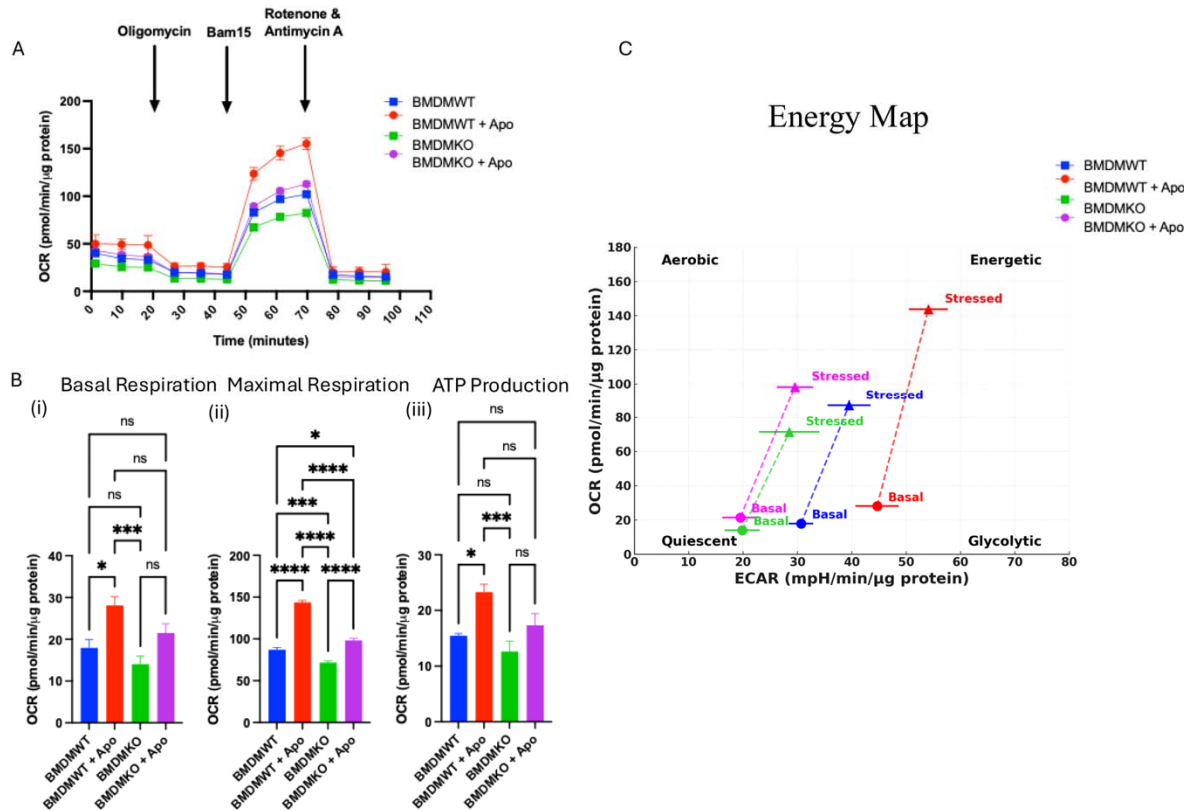 A
Oligomycin
Bam15
Rotenone &
Antimycin A
OCR (pmol/min/μg protein)
200
150
100
50
0
0
10
20
30
40
50
60
70
80
90
100
110
Time (minutes)
BMDMWT
BMDMWT + Apo
BMDMKO
BMDMKO + Apo
B
Basal Respiration
(i)
ns
ns
ns
***
*
ns
OCR (pmol/min/μg protein)
40
30
20
10
0
BMDMWT
BMDMWT + Apo
BMDMKO
BMDMKO + Apo
Maximal Respiration
(ii)
*
****
***
****
****
****
OCR (pmol/min/μg protein)
200
150
100
50
0
BMDMWT
BMDMWT + Apo
BMDMKO
BMDMKO + Apo
ATP Production
(iii)
ns
ns
ns
***
*
ns
OCR (pmol/min/μg protein)
30
20
10
0
BMDMWT
BMDMWT + Apo
BMDMKO
BMDMKO + Apo
C
Energy Map
BMDMWT
BMDMWT + Apo
BMDMKO
BMDMKO + Apo
OCR (pmol/min/μg protein)
180
160
140
120
100
80
60
40
20
0
Aerobic
Energetic
Stressed
Stressed
Stressed
Stressed
Basal
Basal
Basal
Basal
Quiescent
Glycolytic
0
10
20
30
40
50
60
70
80
ECAR (mpH/min/μg protein)